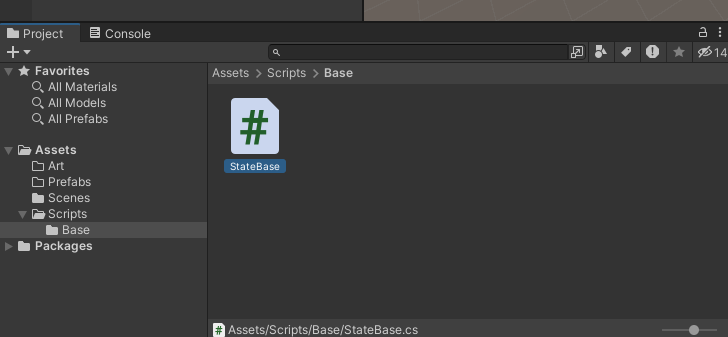 Project Console
14
Favorites
All Materials
All Models
All Prefabs
Assets
Art
Prefabs
Scenes
Scripts
Base
Packages
Assets > Scripts > Base
#
StateBase
# Assets/Scripts/Base/StateBase.cs